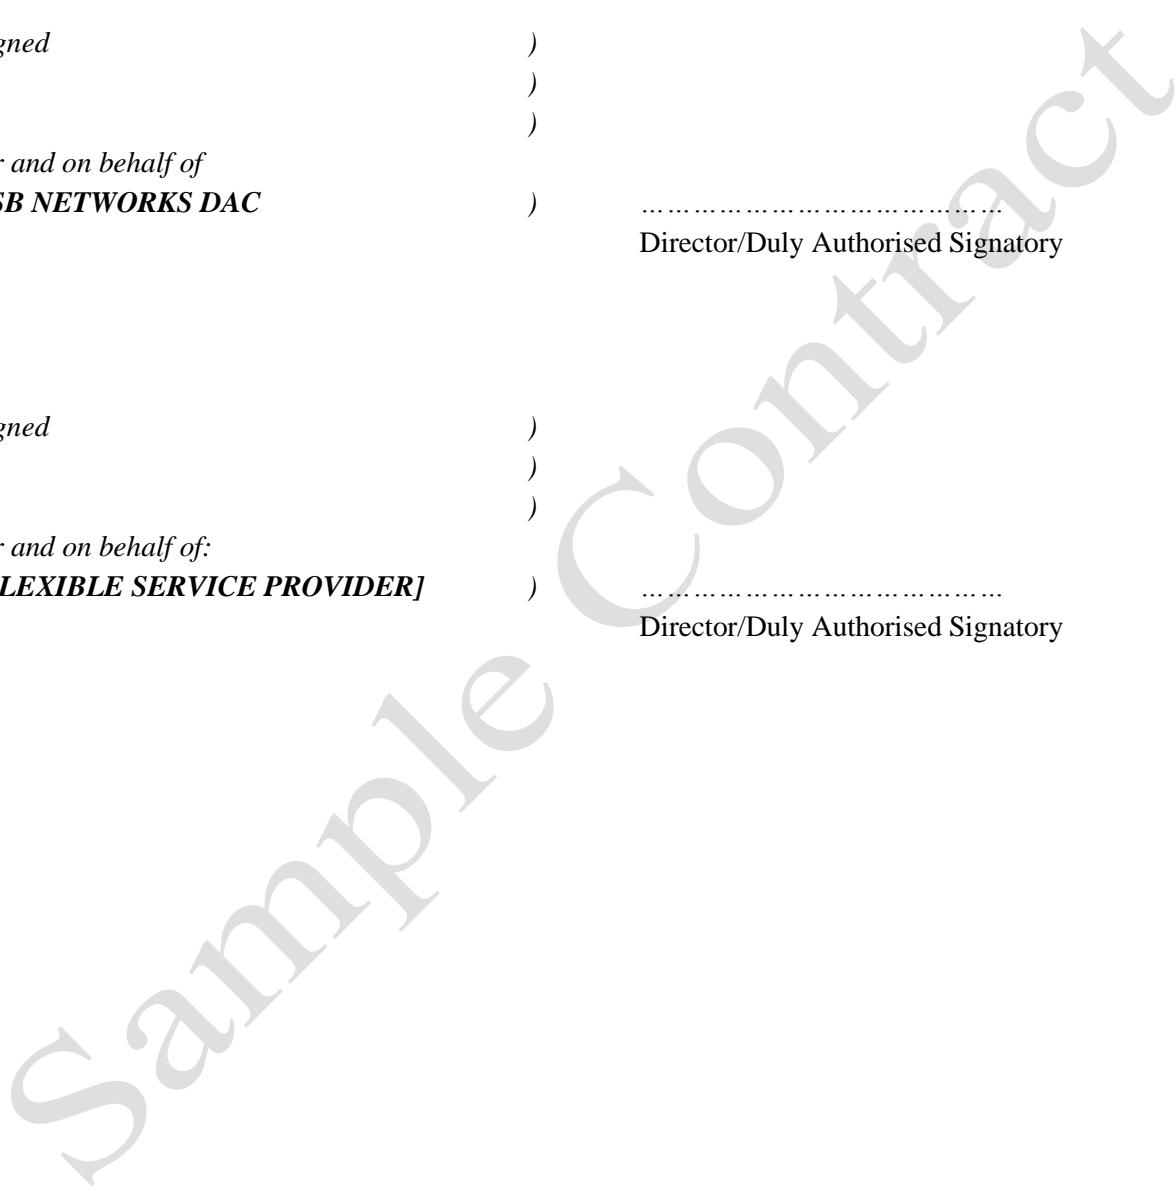 gned )
)
)
r and on behalf of
SB NETWORKS DAC ) ……………………………………
Director/Duly Authorised Signatory
gned )
)
)
r and on behalf of:
LEXIBLE SERVICE PROVIDER] ) ……………………………………
Director/Duly Authorised Signatory
Sample Contract